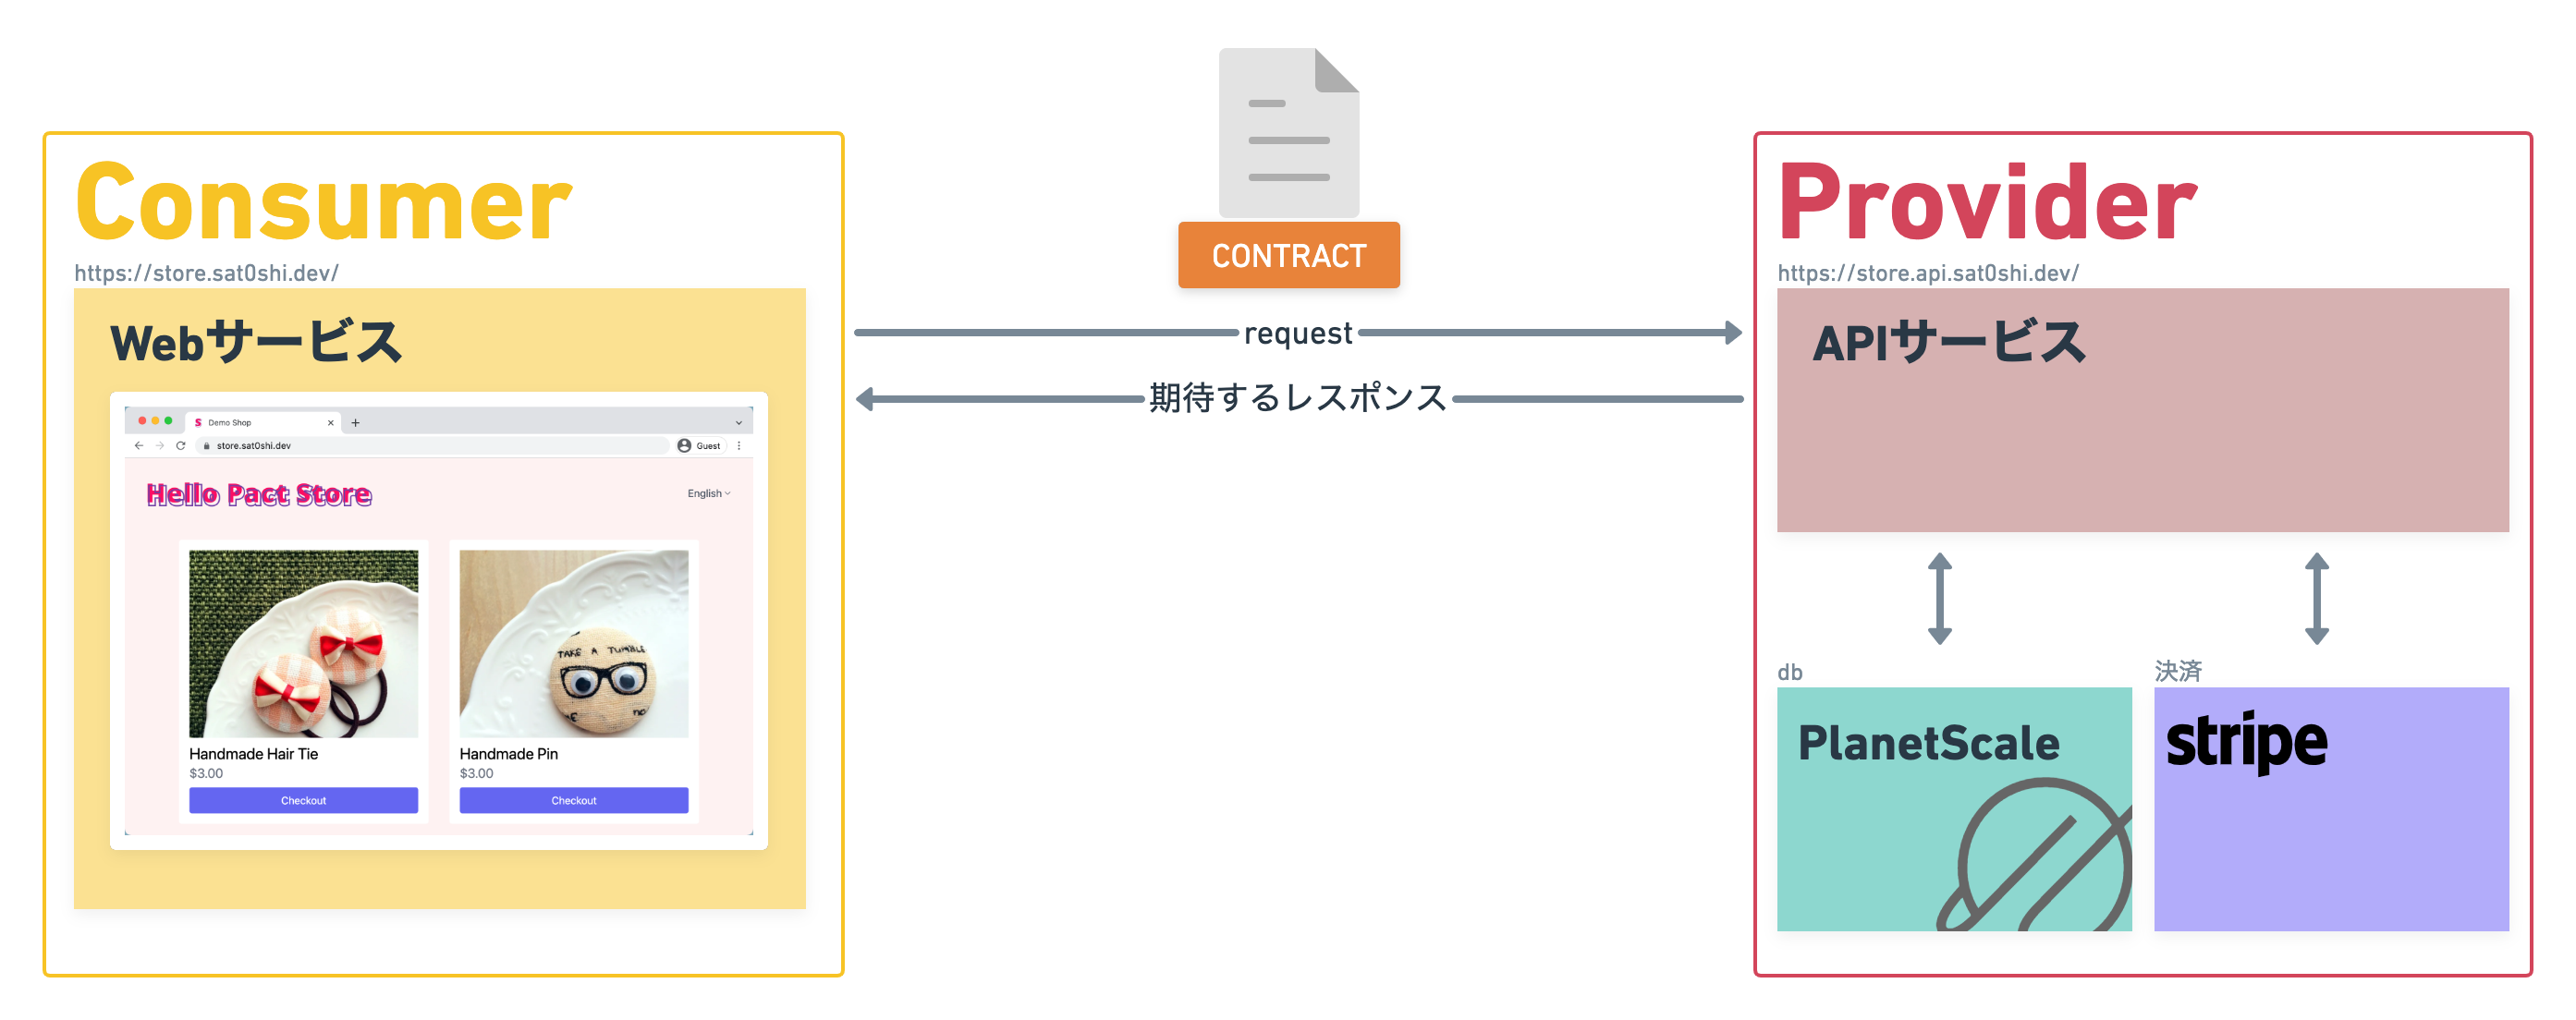 Consumer
https://store.sat0shi.dev/
Webサービス
Demo Shop
store.sat0shi.dev
Guest
Hello Pact Store
English
TAKE A TUMBLE
no
Handmade Hair Tie
$3.00
Checkout
Handmade Pin
$3.00
Checkout
CONTRACT
request
期待するレスポンス
Provider
https://store.api.sat0shi.dev/
APIサービス
db
PlanetScale
決済
stripe